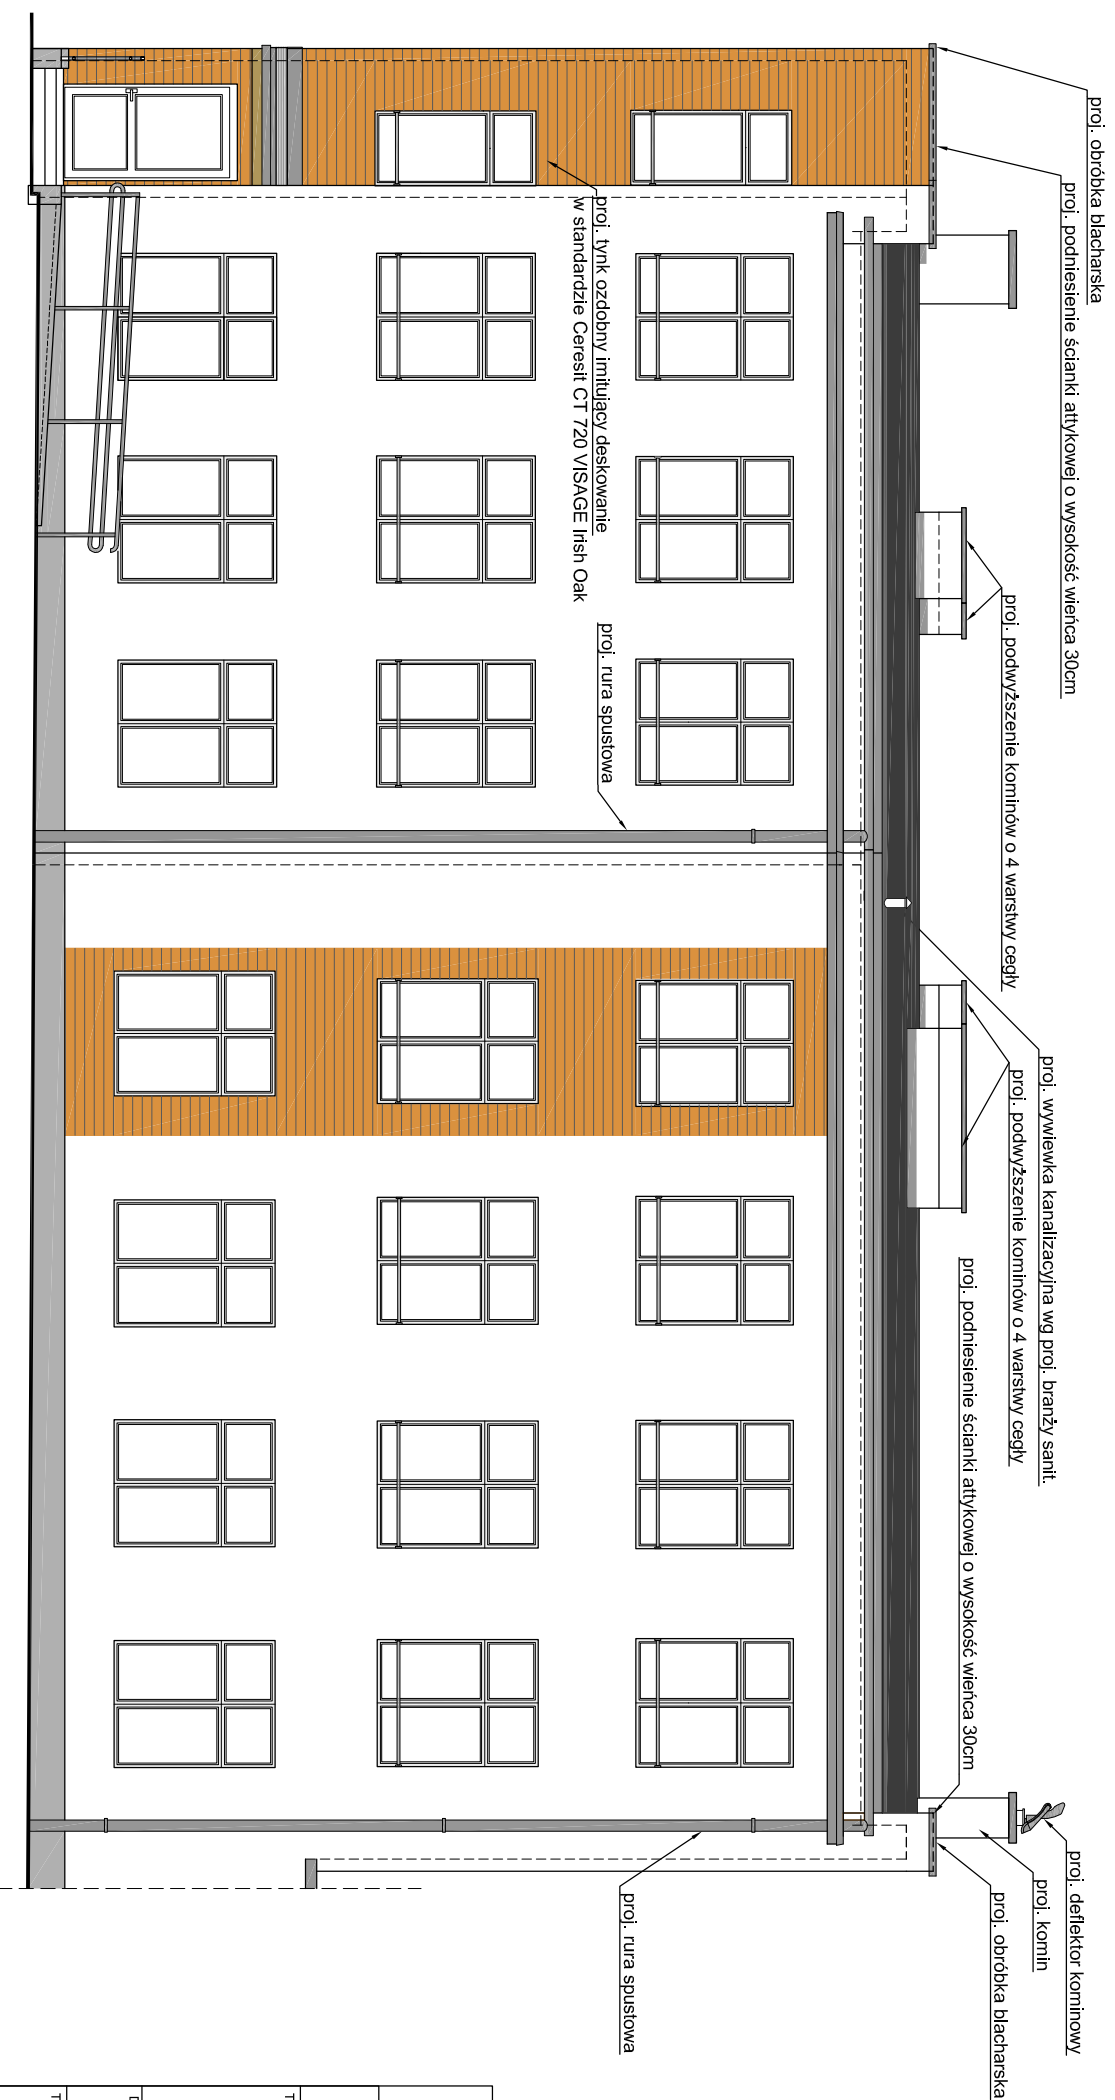 proj. obróbka blacharska
proj. podniesienie ścianki attykowej o wysokość wieńca 30cm
proj. podwyższenie kominów o 4 warstwy cegły
proj. tynk ozdobny imitujący deskowanie
w standardzie Ceresit CT 720 VISAGE Irish Oak
proj. rura spustowa
proj. wywiewka kanalizacyjna wg proj. branży sanit.
proj. podwyższenie kominów o 4 warstwy cegły
proj. podniesienie ścianki attykowej o wysokość wieńca 30cm
proj. deflektor kominowy
proj. komin
proj. obróbka blacharska
proj. rura spustowa